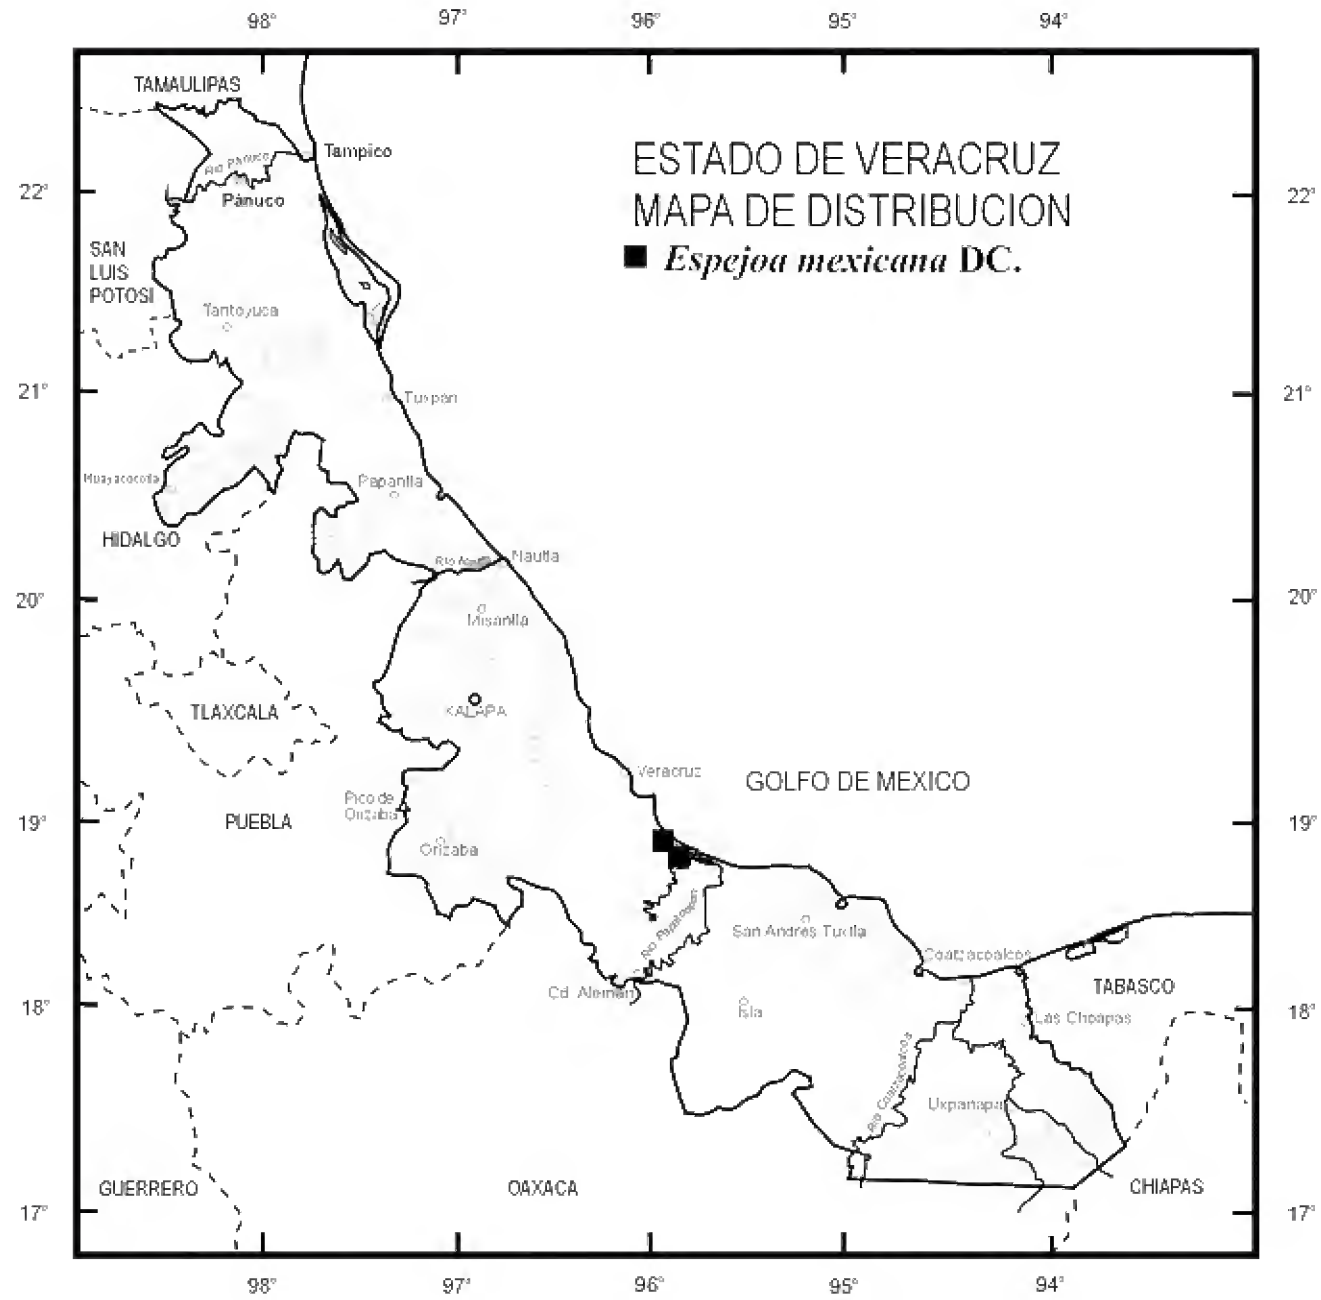 98° 97° 96° 95° 94°
TAMAULIPAS
Tampico
Río Pánuco
22° 22°
Pánuco
ESTADO DE VERACRUZ
MAPA DE DISTRIBUCION
■ Espejoa mexicana DC.
SAN
LUIS
POTOSI
Tantoyuca
21° 21°
Tuxpan
Huayacocotla
Papantla
HIDALGO
Río Nautla
Nautla
20° 20°
Misantla
TLAXCALA
XALAPA
Veracruz
GOLFO DE MEXICO
Pico de
Orizaba
PUEBLA
19° 19°
Orizaba
Río Papaloapan
San Andrés Tuxtla
Coatzacoalcos
Cd. Alemán
TABASCO
18° 18°
Isla
Las Choapas
Río Coatzacoalcos
Uxpanapa
GUERRERO
OAXACA
CHIAPAS
17° 17°
98° 97° 96° 95° 94°